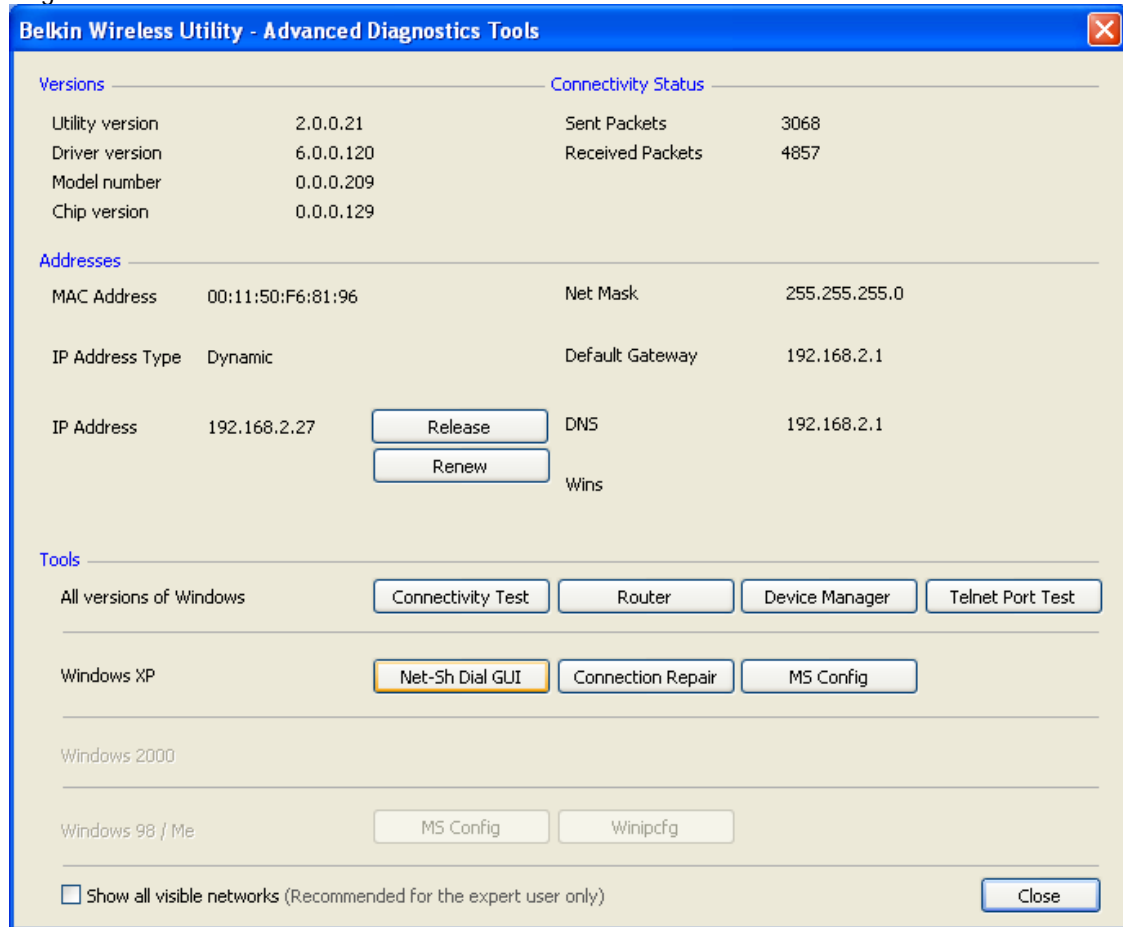 Belkin Wireless Utility - Advanced Diagnostics Tools
Versions
Utility version 2.0.0.21
Driver version 6.0.0.120
Model number 0.0.0.209
Chip version 0.0.0.129
Connectivity Status
Sent Packets 3068
Received Packets 4857
Addresses
MAC Address 00:11:50:F6:81:96
IP Address Type Dynamic
IP Address 192.168.2.27 Release
Renew
Net Mask 255.255.255.0
Default Gateway 192.168.2.1
DNS 192.168.2.1
Wins
Tools
All versions of Windows Connectivity Test Router Device Manager Telnet Port Test
Windows XP Net-Sh Dial GUI Connection Repair MS Config
Windows 2000
Windows 98 / Me MS Config Winipcfg
Show all visible networks (Recommended for the expert user only) Close